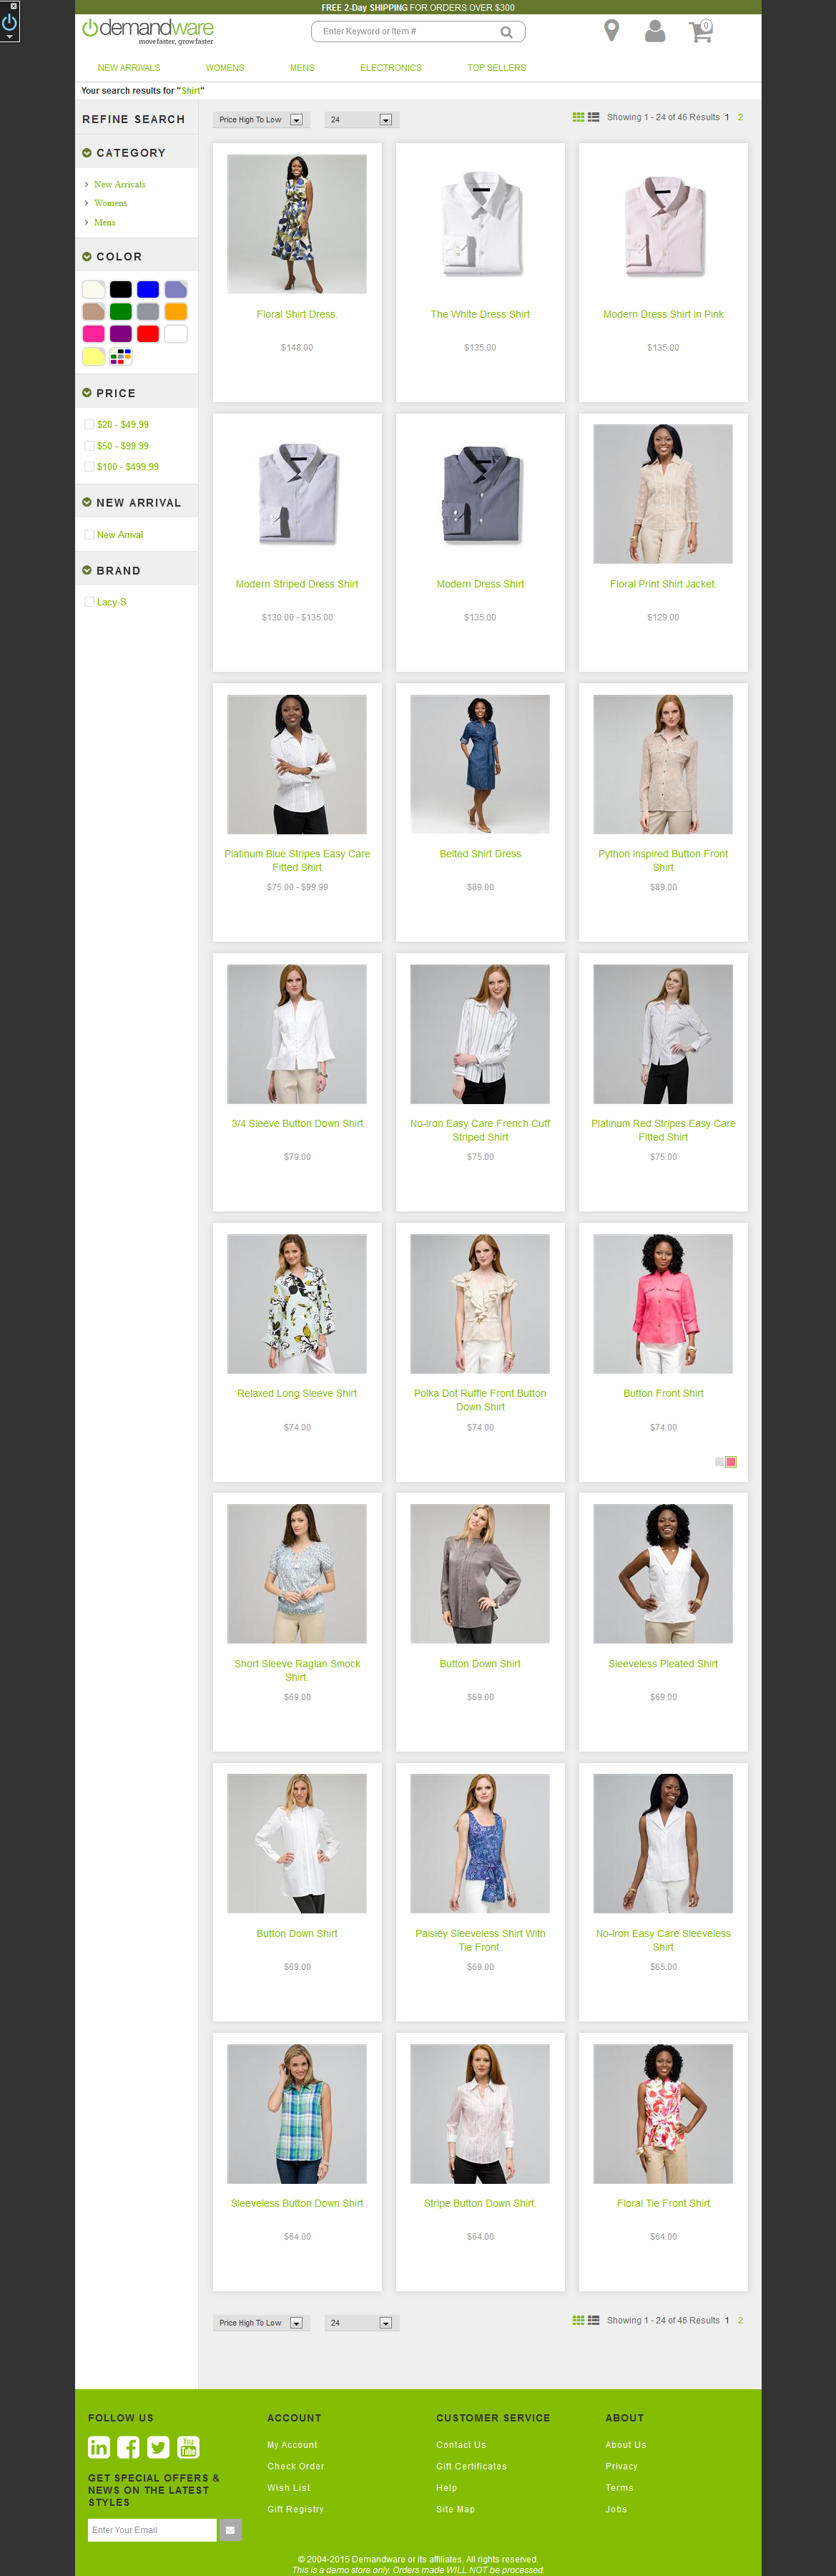 FREE 2-Day SHIPPING FOR ORDERS OVER $300
demandware
move faster, grow faster
Enter Keyword or Item #
0
NEW ARRIVALS WOMENS MENS ELECTRONICS TOP SELLERS
Your search results for "Shirt"
REFINE SEARCH
CATEGORY
New Arrivals
Womens
Mens
COLOR
PRICE
$20 - $49.99
$50 - $99.99
$100 - $499.99
NEW ARRIVAL
New Arrival
BRAND
Lacy-S
Price High To Low 24 Showing 1 - 24 of 46 Results 1 2
Floral Shirt Dress.
$148.00
The White Dress Shirt
$135.00
Modern Dress Shirt in Pink
$135.00
Modern Striped Dress Shirt
$130.00 - $135.00
Modern Dress Shirt
$135.00
Floral Print Shirt Jacket.
$129.00
Platinum Blue Stripes Easy Care
Fitted Shirt
$75.00 - $99.99
Belted Shirt Dress
$89.00
Python Inspired Button Front
Shirt
$89.00
3/4 Sleeve Button Down Shirt
$79.00
No-Iron Easy Care French Cuff
Striped Shirt
$75.00
Platinum Red Stripes Easy Care
Fitted Shirt
$75.00
Relaxed Long Sleeve Shirt
$74.00
Polka Dot Ruffle Front Button
Down Shirt
$74.00
Button Front Shirt
$74.00
Short Sleeve Raglan Smock
Shirt.
$69.00
Button Down Shirt
$69.00
Sleeveless Pleated Shirt
$69.00
Button Down Shirt
$69.00
Paisley Sleeveless Shirt With
Tie Front.
$69.00
No-Iron Easy Care Sleeveless
Shirt
$65.00
Sleeveless Button Down Shirt
$64.00
Stripe Button Down Shirt.
$64.00
Floral Tie Front Shirt
$64.00
Price High To Low 24 Showing 1 - 24 of 46 Results 1 2
FOLLOW US
in f You Tube
GET SPECIAL OFFERS &
NEWS ON THE LATEST
STYLES
Enter Your Email
ACCOUNT
My Account
Check Order
Wish List
Gift Registry
CUSTOMER SERVICE
Contact Us
Gift Certificates
Help
Site Map
ABOUT
About Us
Privacy
Terms
Jobs
© 2004-2015 Demandware or its affiliates. All rights reserved.
This is a demo store only. Orders made WILL NOT be processed.